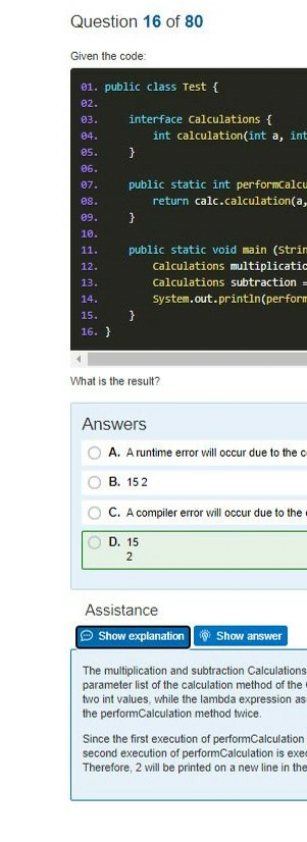 Question 16 of 80
Given the code:
01. public class Test {
02.
03. interface Calculations {
04. int calculation(int a, int
05. }
06.
07. public static int performCalcu
08. return calc.calculation(a,
09. }
10.
11. public static void main (Strin
12. Calculations multiplicatio
13. Calculations subtraction =
14. System.out.println(perform
15. }
16. }
What is the result?
Answers
A. A runtime error will occur due to the c
B. 15 2
C. A compiler error will occur due to the
D. 15
2
Assistance
Show explanation Show answer
The multiplication and subtraction Calculations
parameter list of the calculation method of the
two int values, while the lambda expression as
the performCalculation method twice.
Since the first execution of performCalculation
second execution of performCalculation is exe
Therefore, 2 will be printed on a new line in the